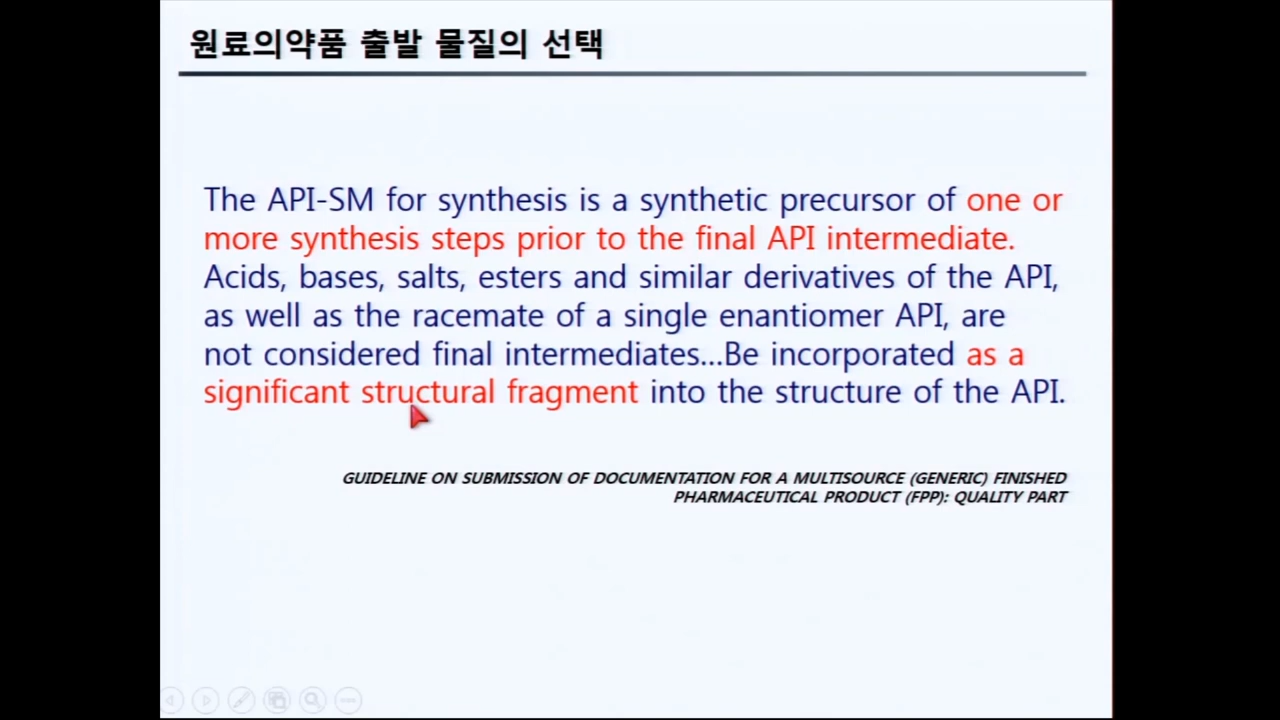 원료의약품 출발 물질의 선택
The API-SM for synthesis is a synthetic precursor of one or
more synthesis steps prior to the final API intermediate.
Acids, bases, salts, esters and similar derivatives of the API,
as well as the racemate of a single enantiomer API, are
not considered final intermediates...Be incorporated as a
significant structural fragment into the structure of the API.
GUIDELINE ON SUBMISSION OF DOCUMENTATION FOR A MULTISOURCE (GENERIC) FINISHED
PHARMACEUTICAL PRODUCT (FPP): QUALITY PART